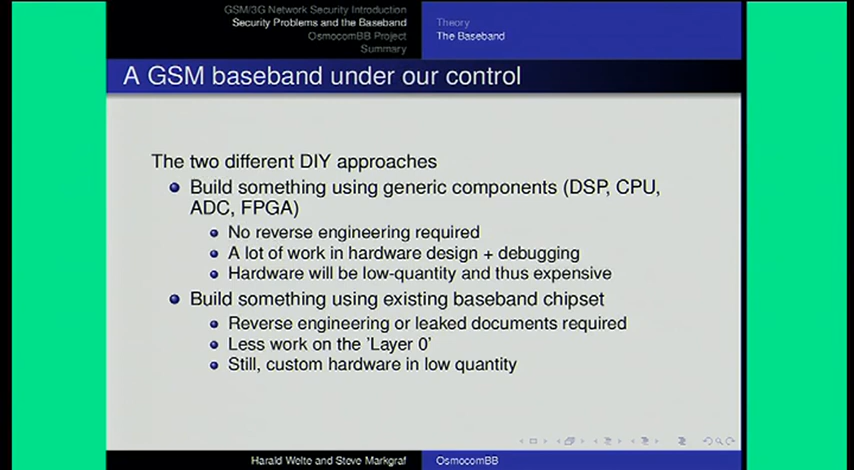 GSM/3G Network Security Introduction
Security Problems and the Baseband
OsmocomBB Project
Summary
Theory
The Baseband
A GSM baseband under our control
The two different DIY approaches
Build something using generic components (DSP, CPU,
ADC, FPGA)
No reverse engineering required
A lot of work in hardware design + debugging
Hardware will be low-quantity and thus expensive
Build something using existing baseband chipset
Reverse engineering or leaked documents required
Less work on the 'Layer 0'
Still, custom hardware in low quantity
Harald Welte and Steve Markgraf
OsmocomBB